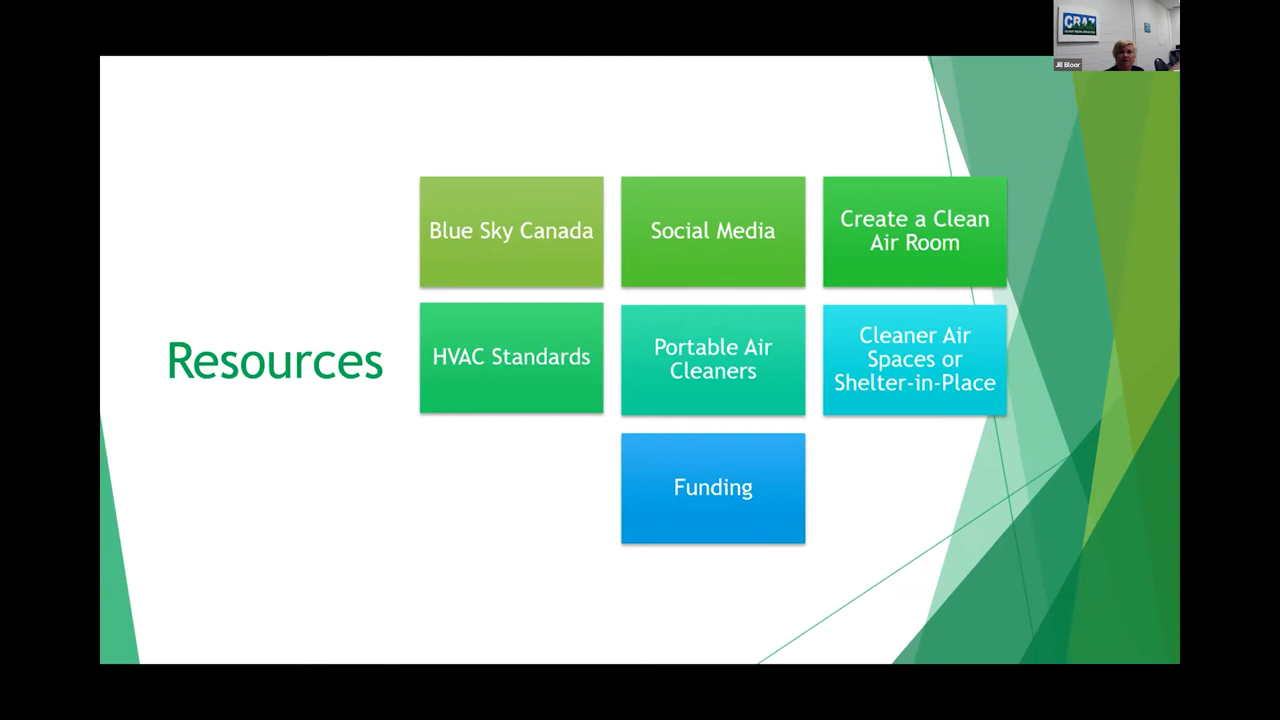 CRAZ
Jill Bloor
Blue Sky Canada
Social Media
Create a Clean
Air Room
Resources
HVAC Standards
Portable Air
Cleaners
Cleaner Air
Spaces or
Shelter-in-Place
Funding